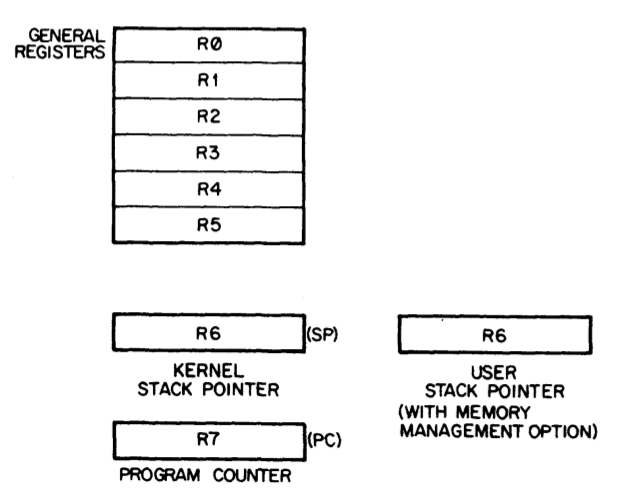 GENERAL
REGISTERS
RØ
R1
R2
R3
R4
R5
R6
(SP)
KERNEL
STACK POINTER
R6
USER
STACK POINTER
(WITH MEMORY
MANAGEMENT OPTION)
R7
(PC)
PROGRAM COUNTER